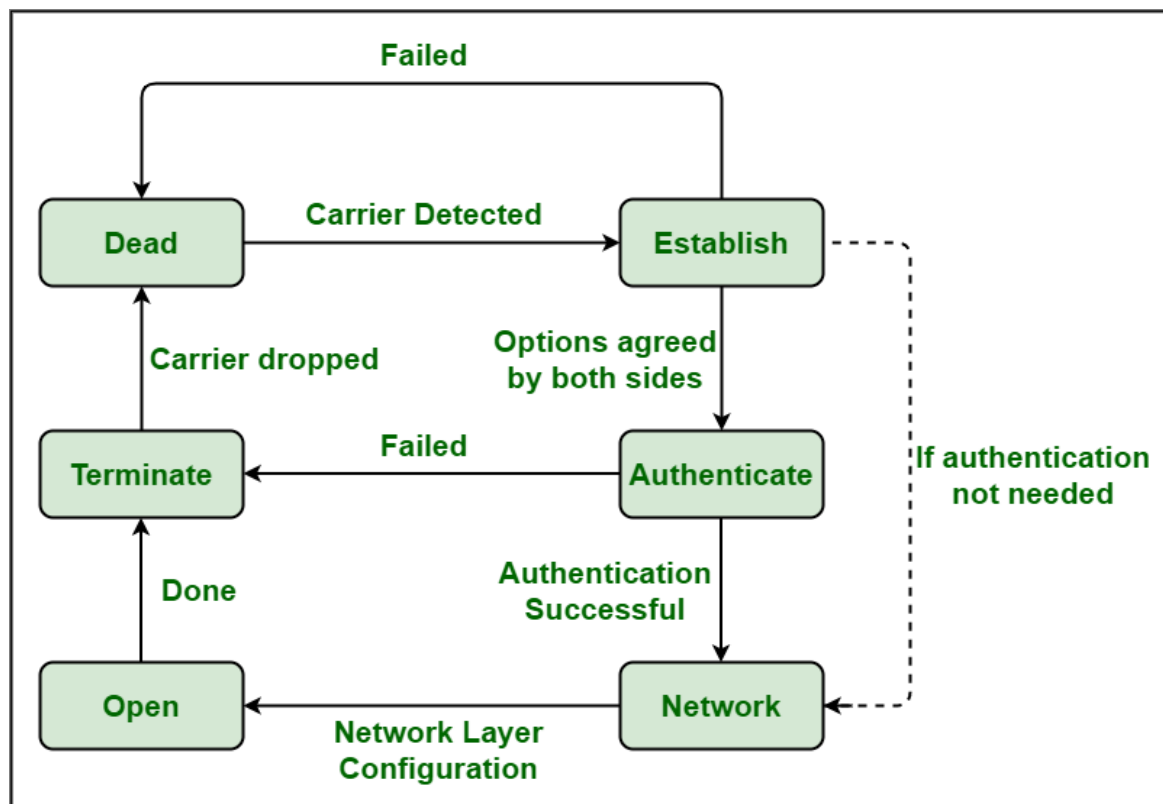 Failed
Dead
Carrier Detected
Establish
Carrier dropped
Options agreed
by both sides
Terminate
Failed
Authenticate
If authentication
not needed
Done
Authentication
Successful
Open
Network Layer
Configuration
Network